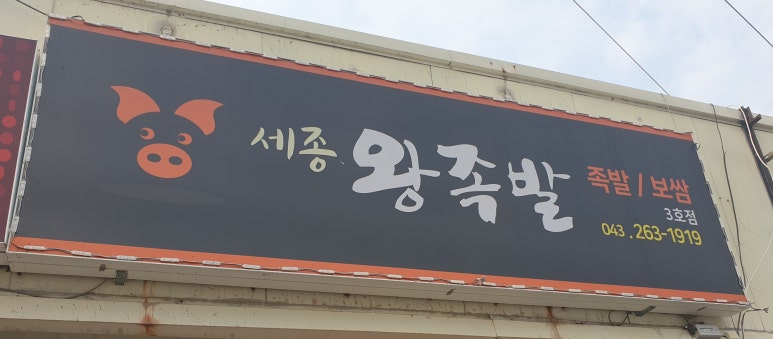 세종 왕족발
족발 / 보쌈
3호점
043.263-1919